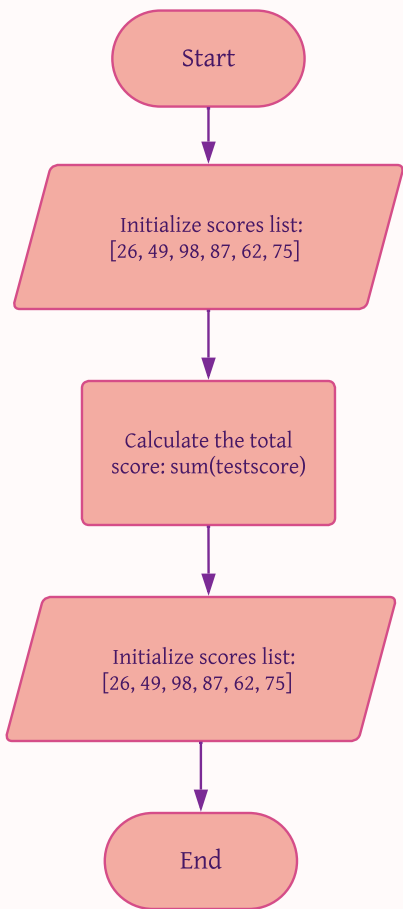 Start
Initialize scores list:
[26, 49, 98, 87, 62, 75]
Calculate the total
score: sum(testscore)
Initialize scores list:
[26, 49, 98, 87, 62, 75]
End